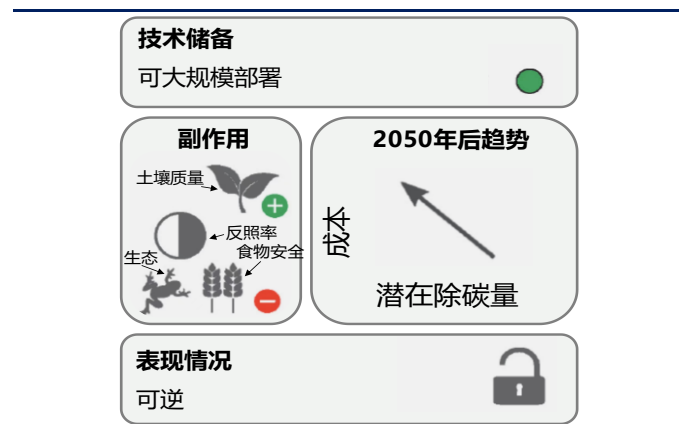 技术储备
可大规模部署
副作用
土壤质量
反照率
生态
食物安全
2050年后趋势
成本
潜在除碳量
表现情况
可逆